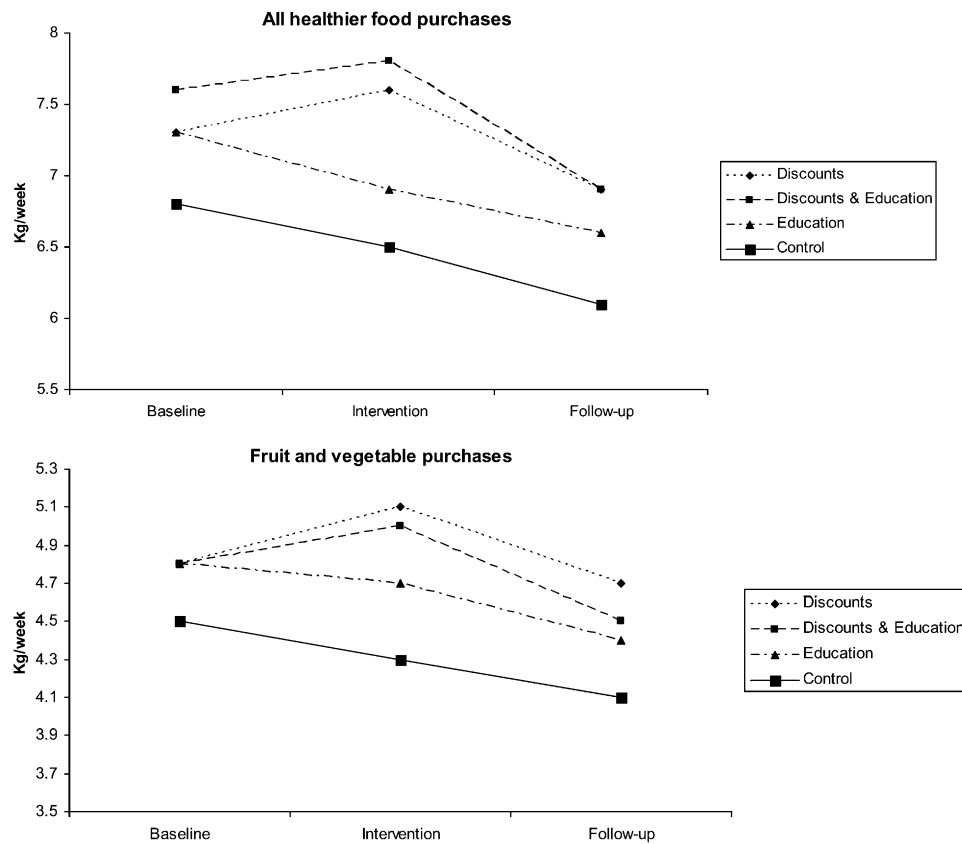 All healthier food purchases
8
7.5
7
6.5
6
5.5
Kg/week
Baseline
Intervention
Follow-up
Discounts
Discounts & Education
Education
Control
Fruit and vegetable purchases
5.3
5.1
4.9
4.7
4.5
4.3
4.1
3.9
3.7
3.5
Kg/week
Baseline
Intervention
Follow-up
Discounts
Discounts & Education
Education
Control